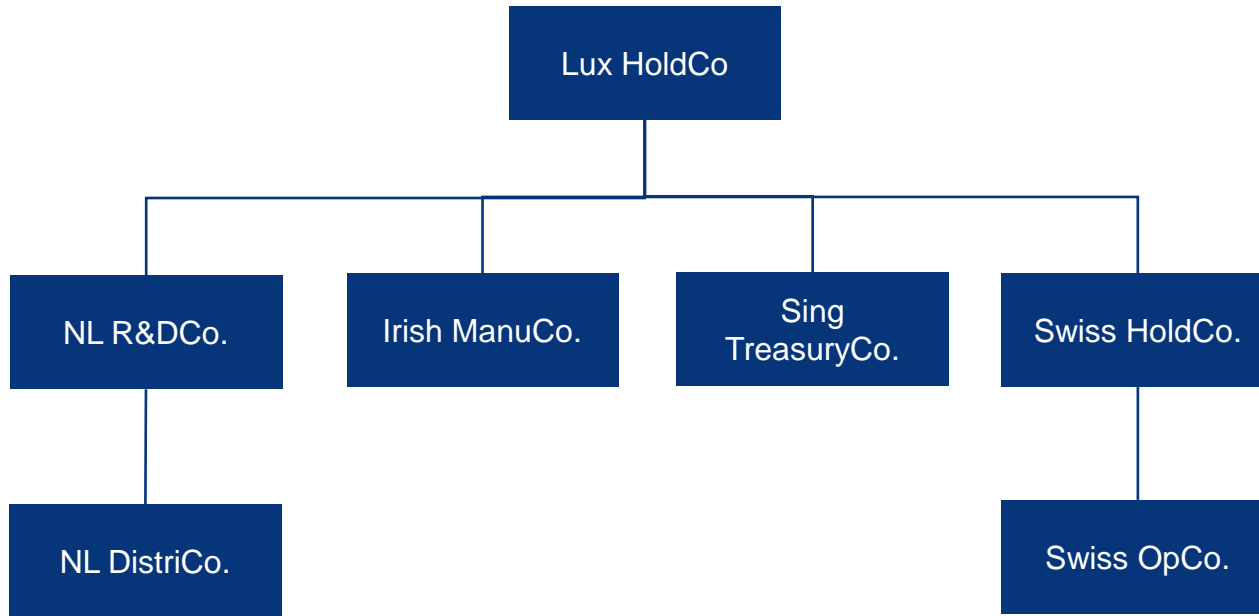 Lux HoldCo
NL R&DCo.
Irish ManuCo.
Sing
TreasuryCo.
Swiss HoldCo.
NL DistriCo.
Swiss OpCo.